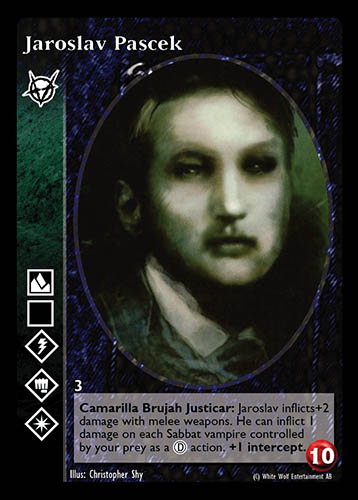 Jaroslav Pascek
3
Camarilla Brujah Justicar: Jaroslav inflicts+2
damage with melee weapons. He can inflict 1
damage on each Sabbat vampire controlled
by your prey as a Ⓓ action. +1 intercept.
10
Illus: Christopher Shy
(C) White Wolf Entertainment AB